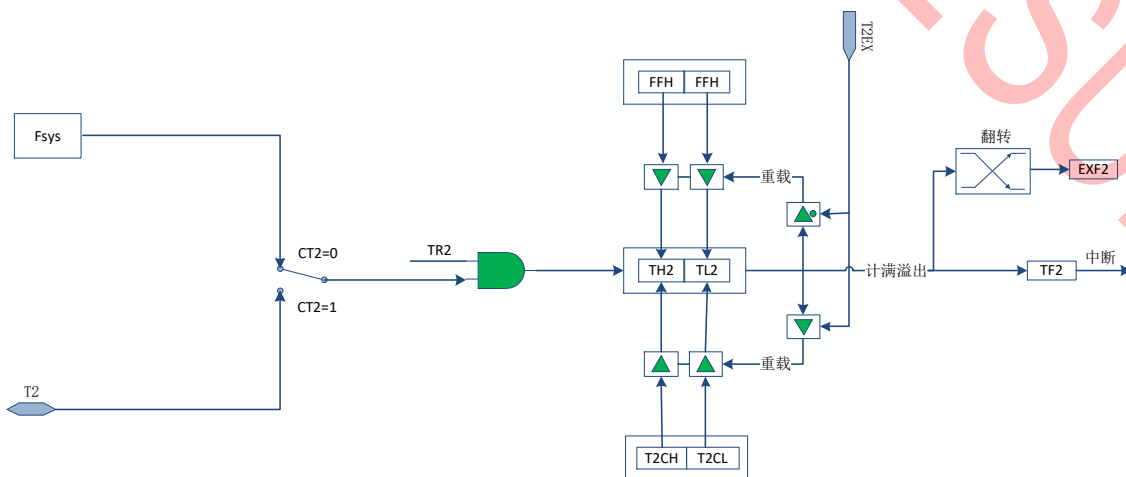 T2EX
FFH FFH
Fsys
翻转
重载
EXF2
CT2=0
TR2
TH2 TL2
计满溢出
TF2
中断
CT2=1
重载
T2
T2CH T2CL